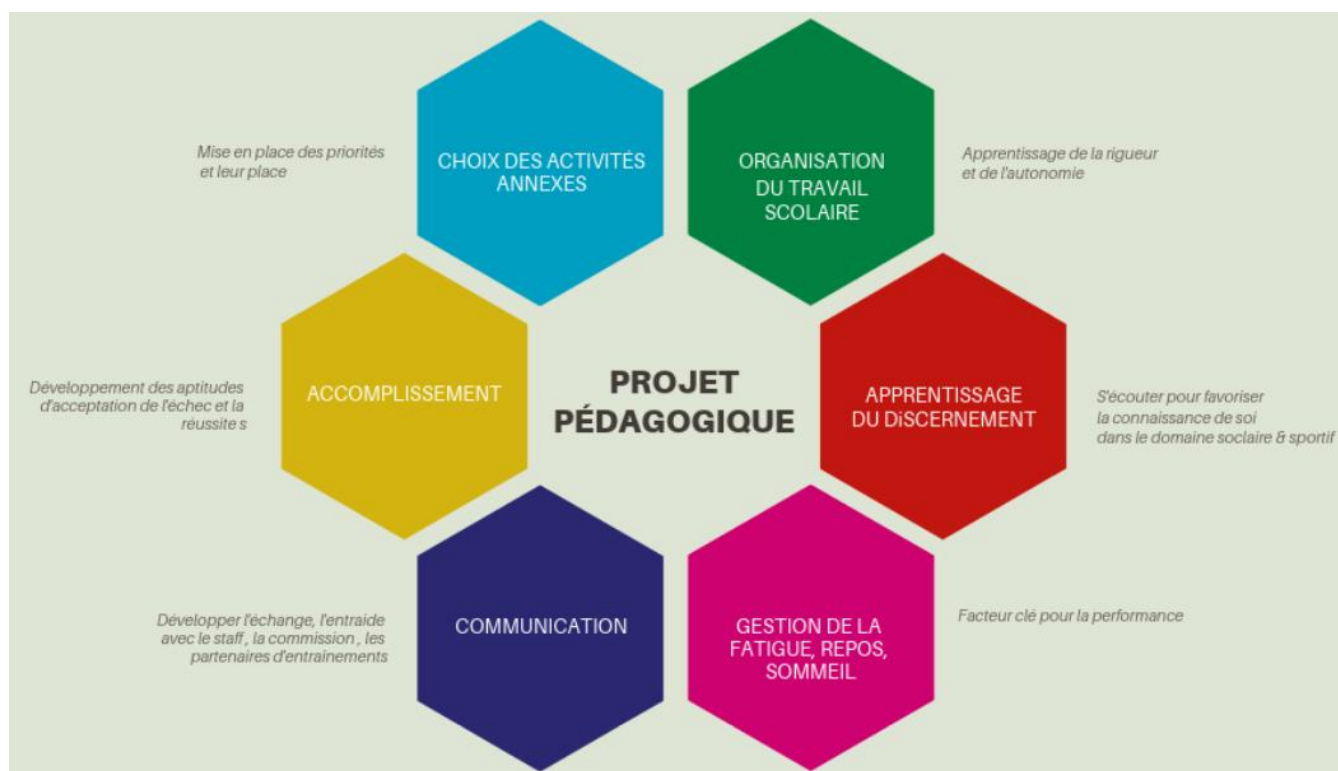 Mise en place des priorités
et leur place
CHOIX DES ACTIVITÉS
ANNEXES
ORGANISATION
DU TRAVAIL
SCOLAIRE
Apprentissage de la rigueur
et de l'autonomie
Développement des aptitudes
d'acceptation de l'échec et la
réussite s
ACCOMPLISSEMENT
PROJET
PÉDAGOGIQUE
APPRENTISSAGE
DU DiSCERNEMENT
S'écouter pour favoriser
la connaissance de soi
dans le domaine soclaire & sportif
Développer l'échange, l'entraide
avec le staff , la commission , les
partenaires d'entraînements
COMMUNICATION
GESTION DE LA
FATIGUE, REPOS,
SOMMEIL
Facteur clé pour la performance